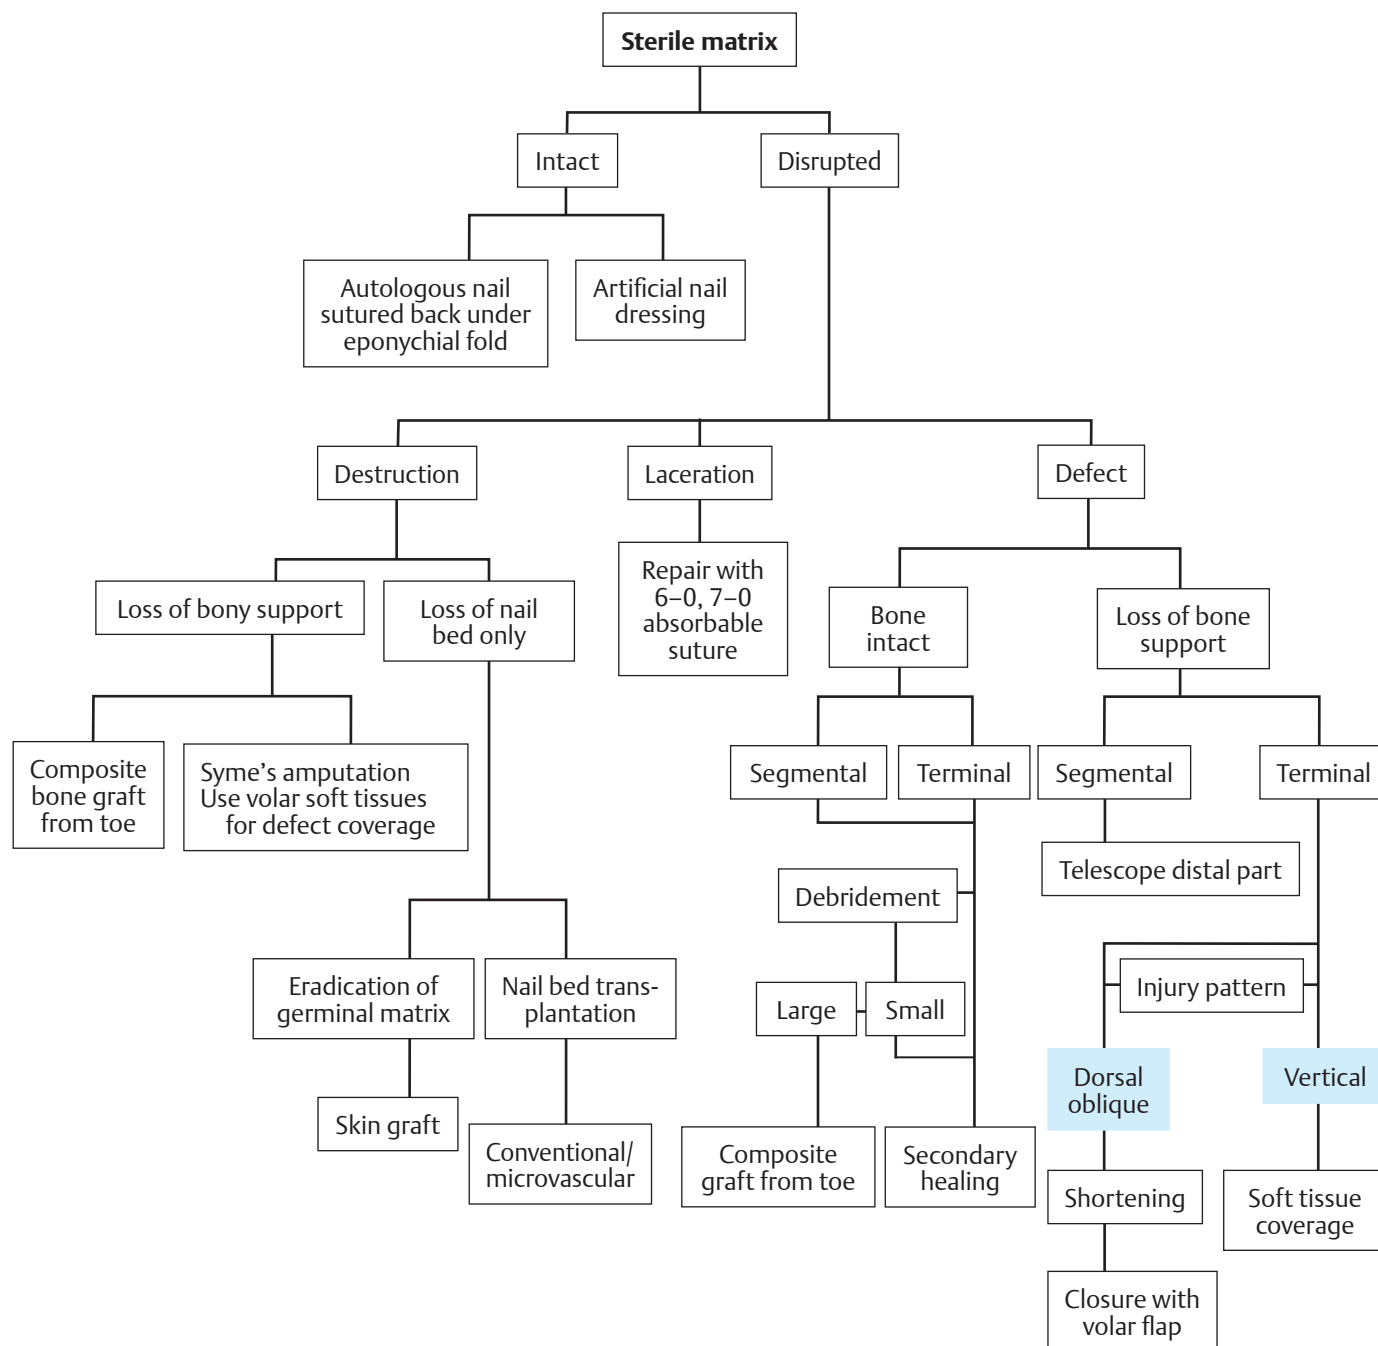 Sterile matrix
Intact
Disrupted
Autologous nail
sutured back under
eponychial fold
Artificial nail
dressing
Destruction
Laceration
Defect
Loss of bony support
Loss of nail
bed only
Repair with
6–0, 7–0
absorbable
suture
Bone
intact
Loss of bone
support
Composite
bone graft
from toe
Syme's amputation
Use volar soft tissues
for defect coverage
Segmental
Terminal
Segmental
Terminal
Telescope distal part
Debridement
Eradication of
germinal matrix
Nail bed trans-
plantation
Large
Small
Injury pattern
Dorsal
oblique
Vertical
Skin graft
Conventional/
microvascular
Composite
graft from toe
Secondary
healing
Shortening
Soft tissue
coverage
Closure with
volar flap